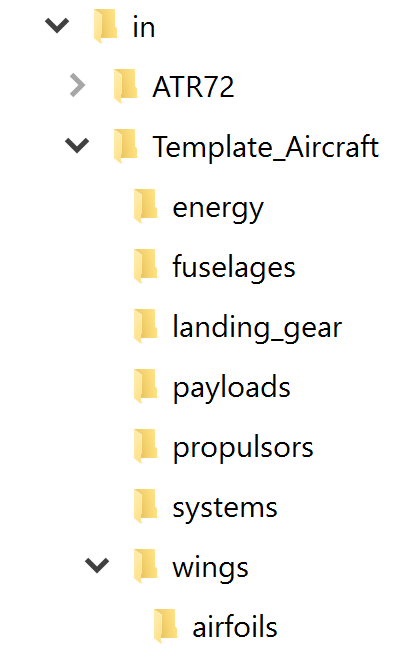 in
ATR72
Template_Aircraft
energy
fuselages
landing_gear
payloads
propulsors
systems
wings
airfoils